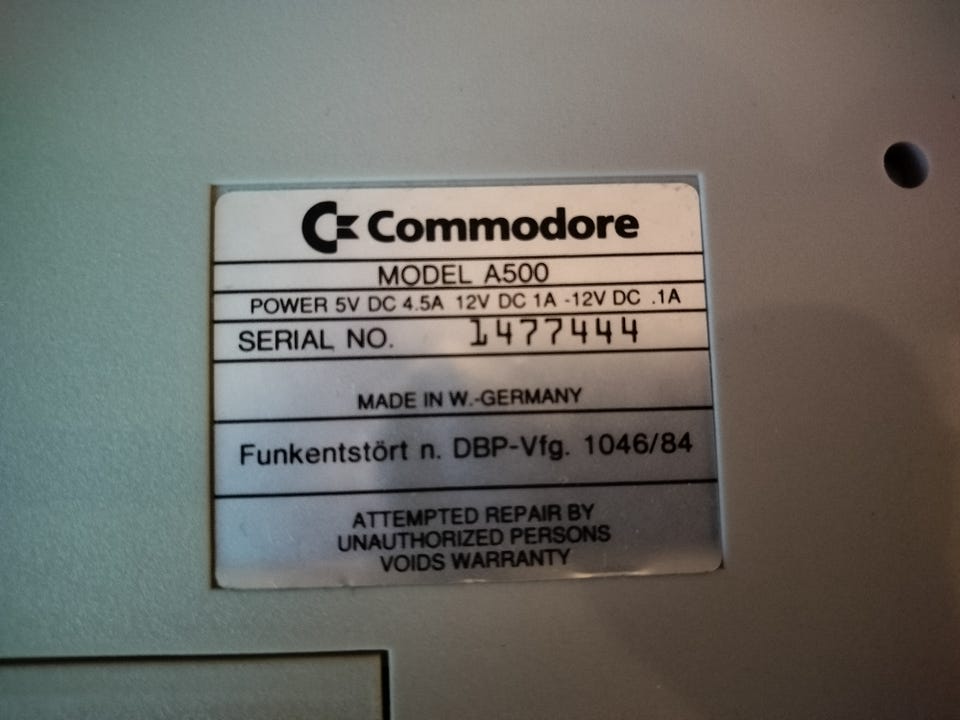 Commodore
MODEL A500
POWER 5V DC 4.5A 12V DC 1A -12V DC .1A
SERIAL NO. 1477444
MADE IN W.-GERMANY
Funkentstört n. DBP-Vfg. 1046/84
ATTEMPTED REPAIR BY
UNAUTHORIZED PERSONS
VOIDS WARRANTY